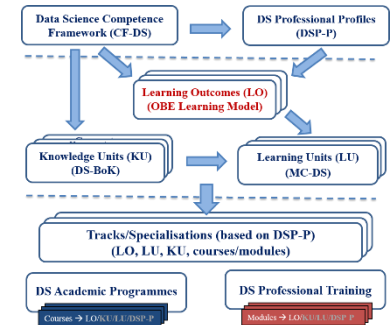 Data Science Competence
Framework (CF-DS)
DS Professional Profiles
(DSP-P)
Learning Outcomes (LO)
(OBE Learning Model)
Knowledge Units (KU)
(DS-BoK)
Learning Units (LU)
(MC-DS)
Tracks/Specialisations (based on DSP-P)
(LO, LU, KU, courses/modules)
DS Academic Programmes
DS Professional Training
Courses → LO/KU/LU/DSP-P
Modules → LO/KU/LU/DSP-P